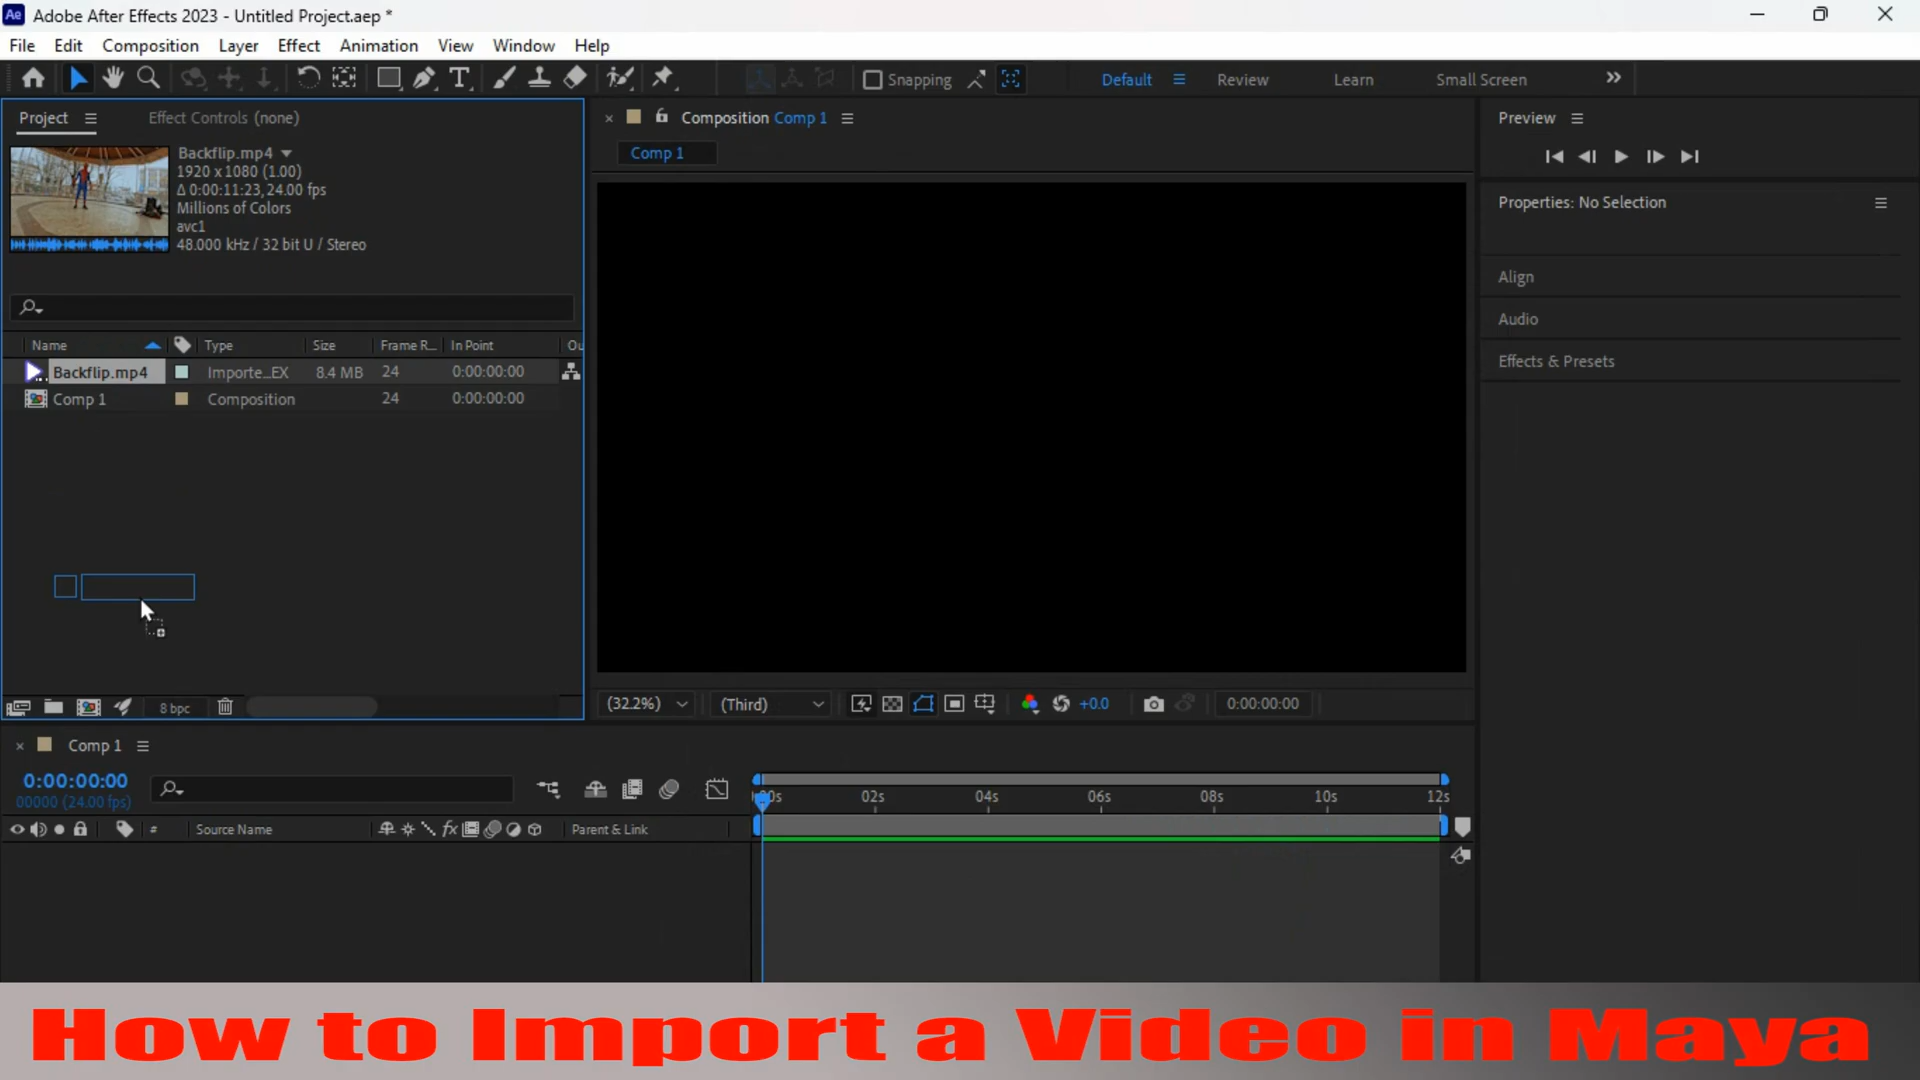 Ae Adobe After Effects 2023 - Untitled Project.aep *
File Edit Composition Layer Effect Animation View Window Help
Snapping Default Review Learn Small Screen
Project Effect Controls (none)
Composition Comp 1
Preview
Backflip.mp4
1920 x 1080 (1.00)
Δ 0:00:11:23, 24.00 fps
Millions of Colors
avc1
48.000 kHz / 32 bit U / Stereo
Comp 1
Properties: No Selection
Align
Audio
Effects & Presets
Name Type Size Frame R... In Point Ou
Backflip.mp4 Importe...EX 8.4 MB 24 0:00:00:00
Comp 1 Composition 24 0:00:00:00
8 bpc
(32.2%) (Third) +0.0 0:00:00:00
Comp 1
0:00:00:00
00000 (24.00 fps)
02s 04s 06s 08s 10s 12s
# Source Name fx Parent & Link
How to Import a Video in Maya